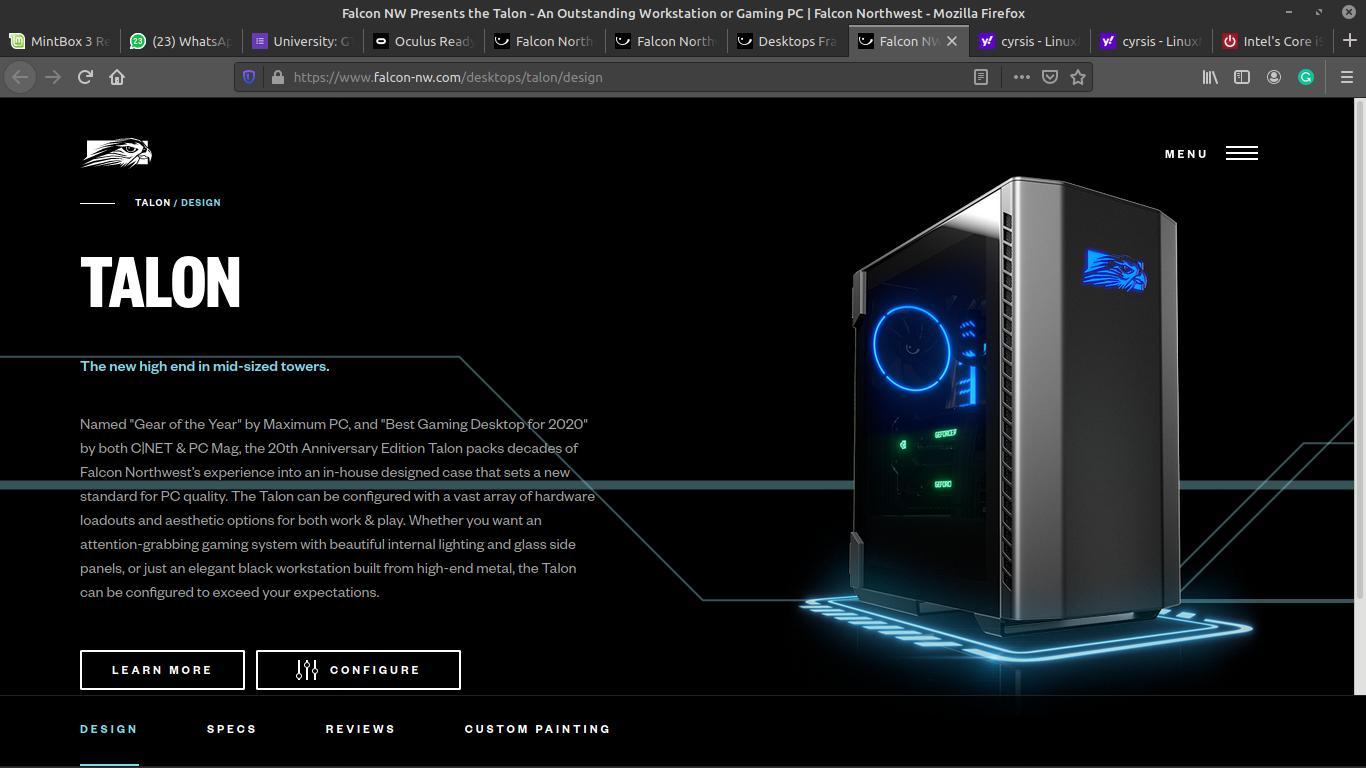 Falcon NW Presents the Talon - An Outstanding Workstation or Gaming PC | Falcon Northwest - Mozilla Firefox
MintBox 3 Re
(23) WhatsAp
University: GT
Oculus Ready
Falcon North
Falcon North
Desktops Fra
Falcon NW
cyrsis - Linux
cyrsis - Linux
Intel's Core i9
https://www.falcon-nw.com/desktops/talon/design
MENU
TALON / DESIGN
TALON
The new high end in mid-sized towers.
Named "Gear of the Year" by Maximum PC, and "Best Gaming Desktop for 2020"
by both C|NET & PC Mag, the 20th Anniversary Edition Talon packs decades of
Falcon Northwest's experience into an in-house designed case that sets a new
standard for PC quality. The Talon can be configured with a vast array of hardware
loadouts and aesthetic options for both work & play. Whether you want an
attention-grabbing gaming system with beautiful internal lighting and glass side
panels, or just an elegant black workstation built from high-end metal, the Talon
can be configured to exceed your expectations.
LEARN MORE
CONFIGURE
DESIGN
SPECS
REVIEWS
CUSTOM PAINTING